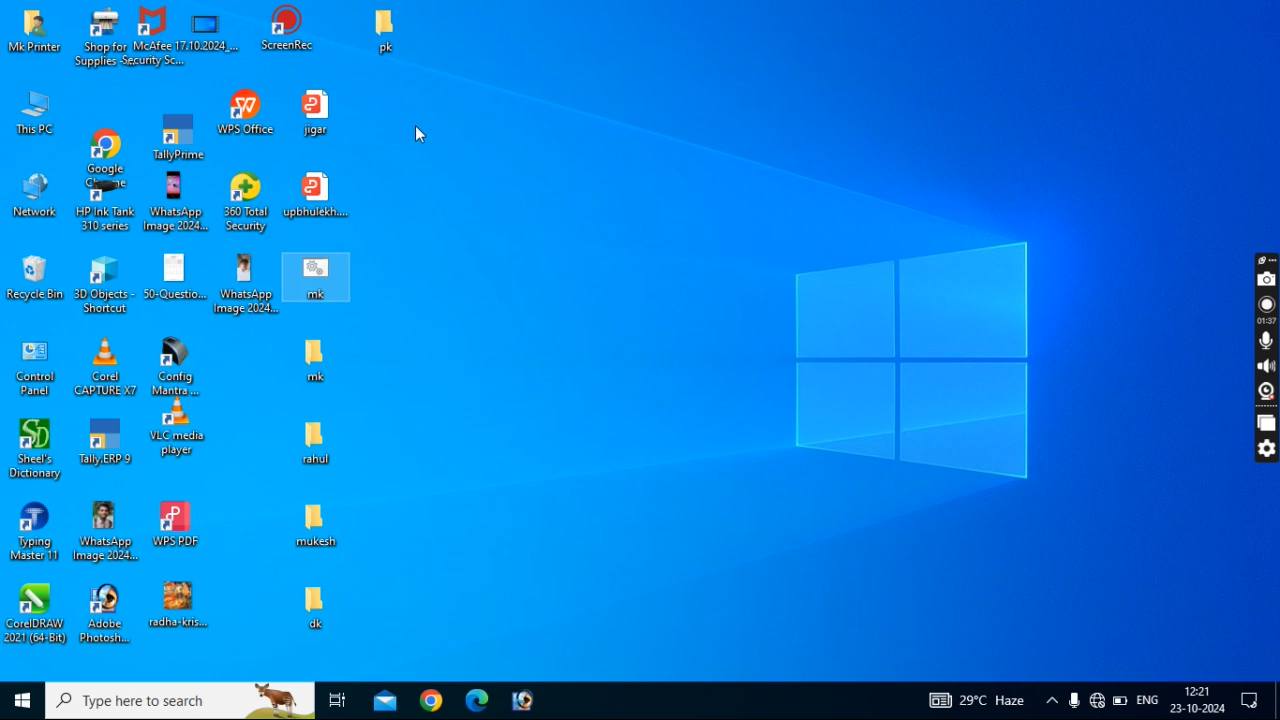 Mk Printer
Shop for
Supplies -...
McAfee
Security Sc...
17.10.2024_...
ScreenRec
pk
This PC
Google
Chrome
TallyPrime
WPS Office
jigar
Network
HP Ink Tank
310 series
WhatsApp
Image 2024...
360 Total
Security
upbhulekh....
Recycle Bin
3D Objects -
Shortcut
50-Questio...
WhatsApp
Image 2024...
mk
Control
Panel
Corel
CAPTURE X7
Config
Mantra ...
mk
Sheel's
Dictionary
Tally.ERP 9
VLC media
player
rahul
Typing
Master 11
WhatsApp
Image 2024...
WPS PDF
mukesh
CorelDRAW
2021 (64-Bit)
Adobe
Photosh...
radha-kris...
dk
01:37
Type here to search
29°C Haze
ENG
12:21
23-10-2024